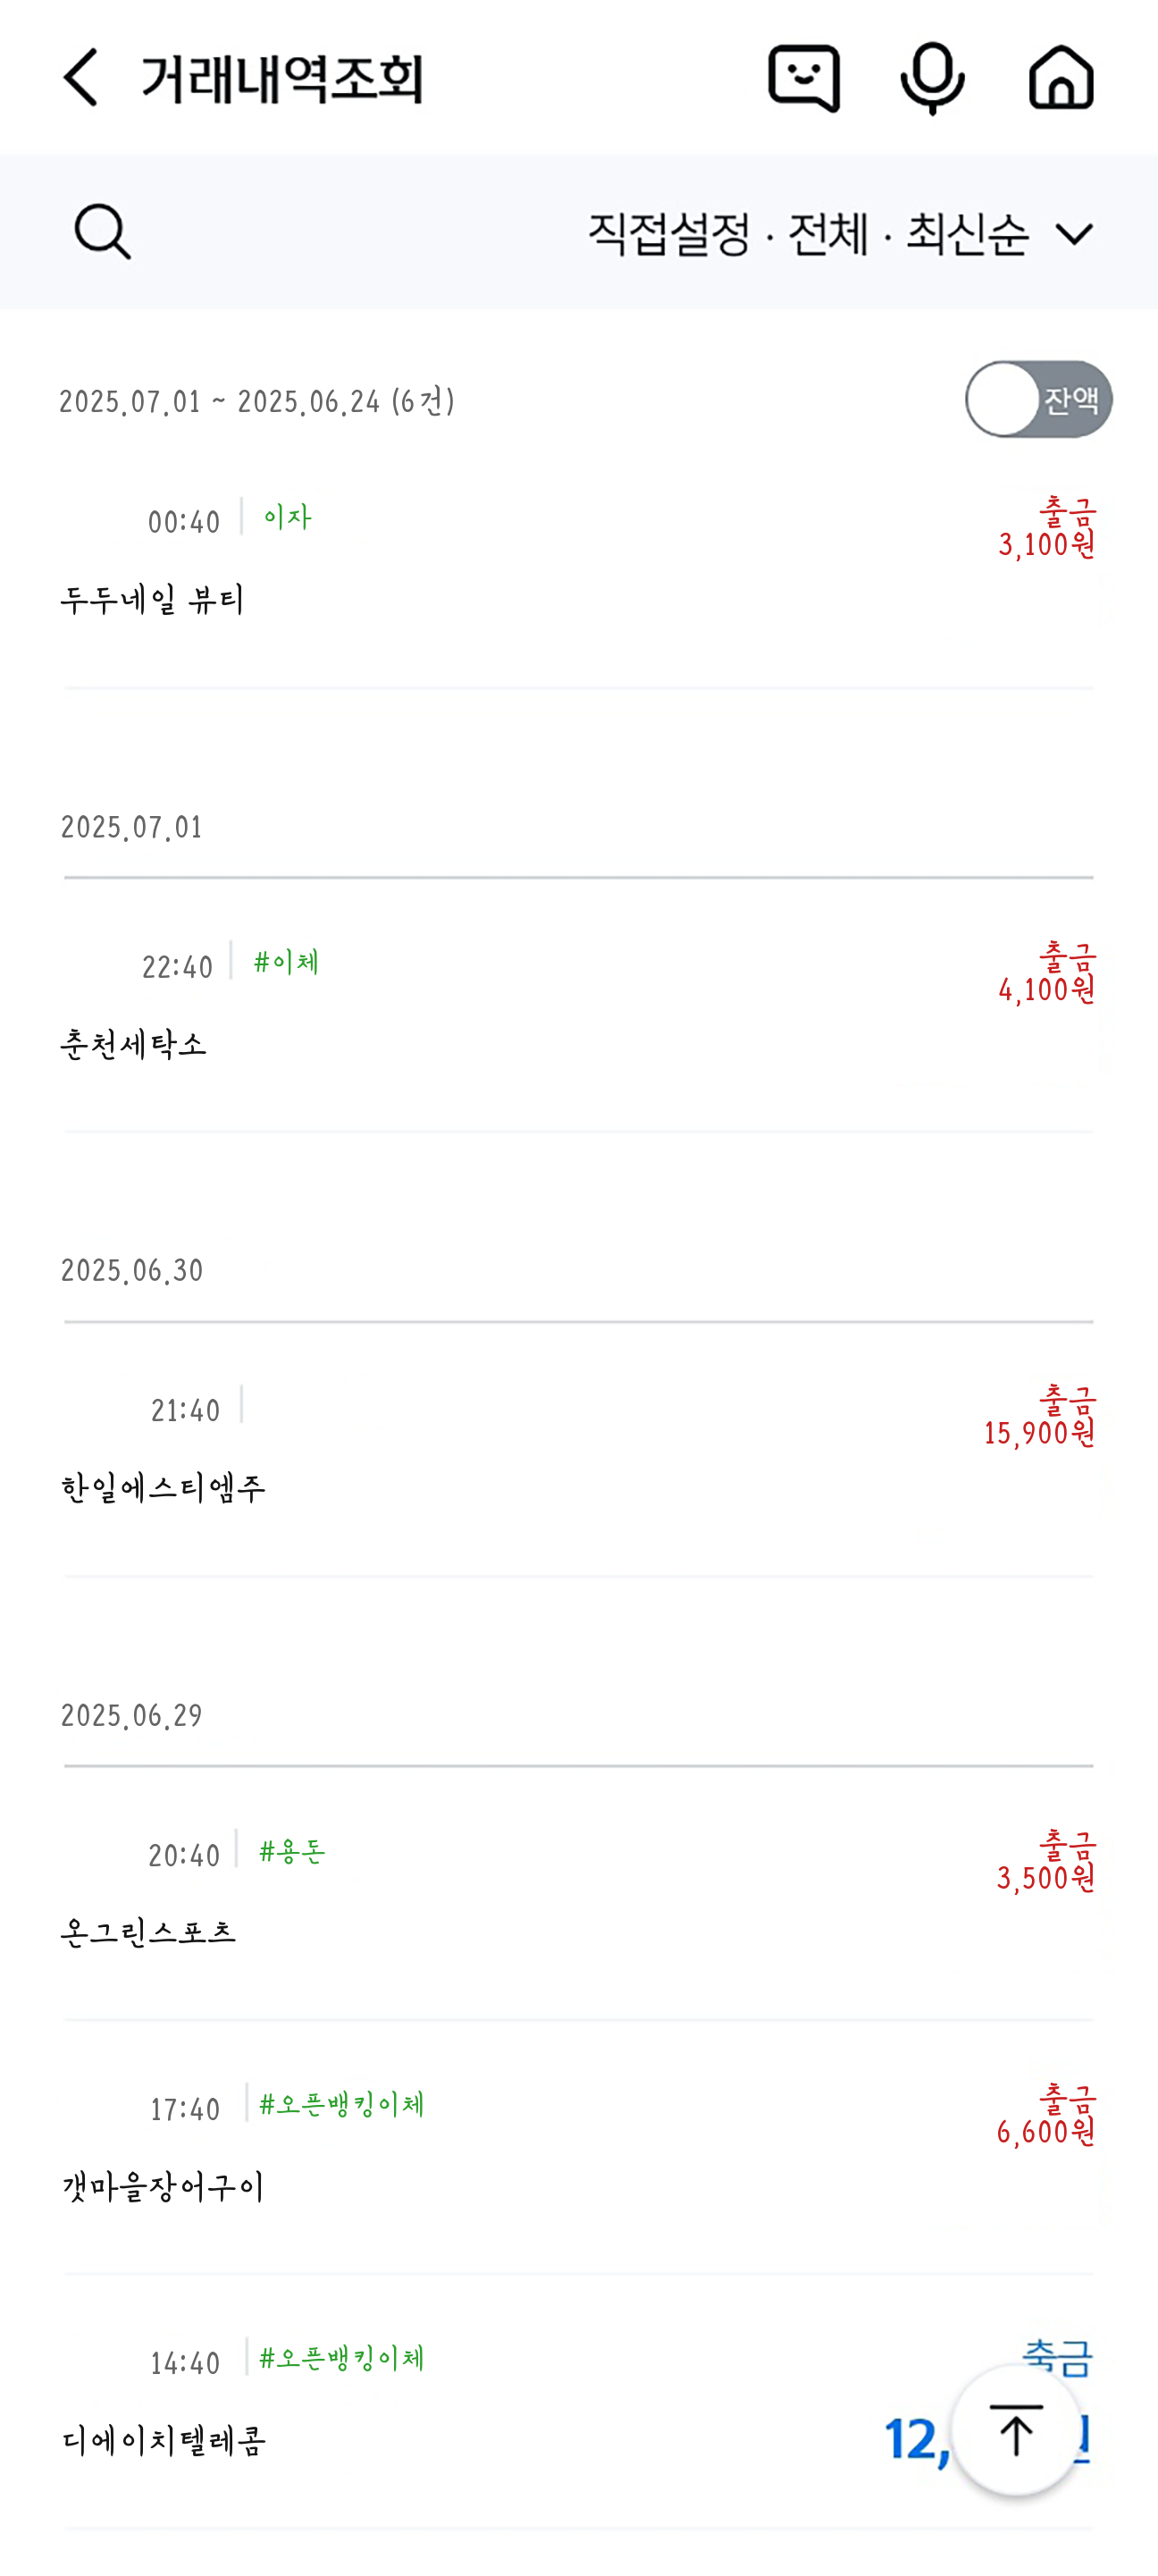 거래내역조회
직접설정 · 전체 · 최신순
2025.07.01 ~ 2025.06.24 (6건)
잔액
00:40
이자
출금
3,100원
두두네일 뷰티
2025.07.01
22:40
#이체
출금
4,100원
춘천세탁소
2025.06.30
21:40
출금
15,900원
한일에스티엠주
2025.06.29
20:40
#용돈
출금
3,500원
온그린스포츠
17:40
#오픈뱅킹이체
출금
6,600원
갯마을장어구이
14:40
#오픈뱅킹이체
12,
디에이치텔레콤